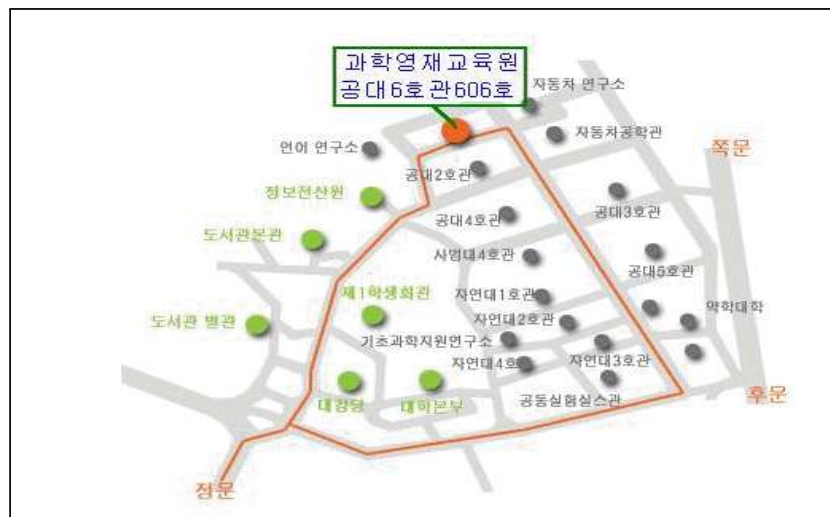 과학영재교육원
공대6호관606호
자동차 연구소
자동차공학관
언어 연구소
쪽문
공대2호관
정보전산원
공대3호관
공대4호관
도서관본관
사범대4호관
공대5호관
제1학생회관
자연대1호관
도서관 별관
자연대2호관
약학대학
기초과학지원연구소
자연대4호
자연대3호관
대강당
대학본부
공동실험실스관
후문
정문